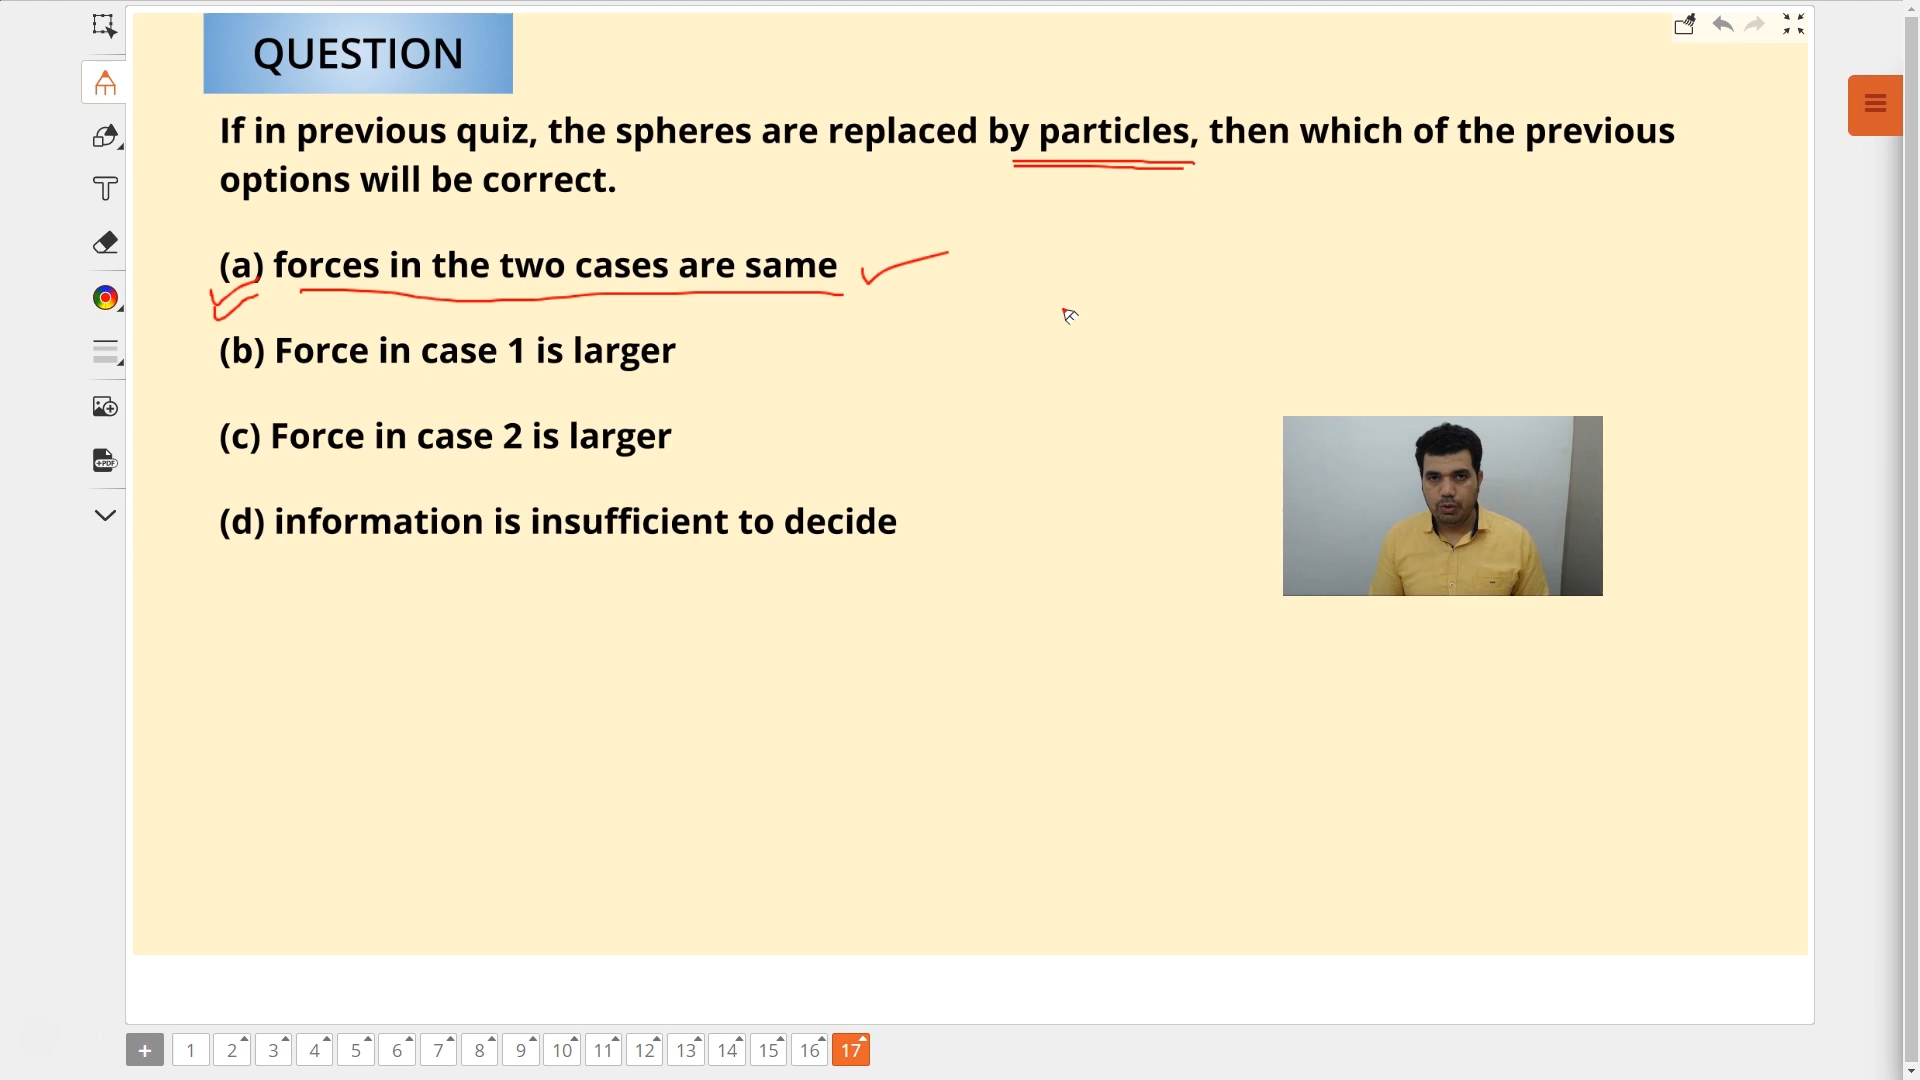 QUESTION
If in previous quiz, the spheres are replaced by particles, then which of the previous
options will be correct.
(a) forces in the two cases are same
(b) Force in case 1 is larger
(c) Force in case 2 is larger
(d) information is insufficient to decide
+PDF
+ 1 2 3 4 5 6 7 8 9 10 11 12 13 14 15 16 17